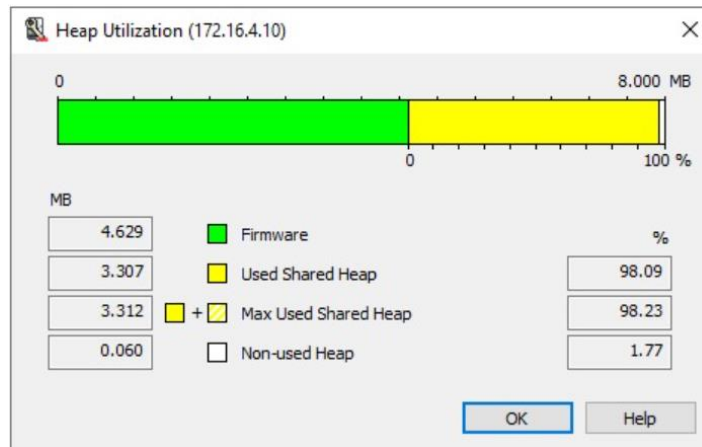 Heap Utilization (172.16.4.10)
0 8.000 MB
0 100 %
MB
4.629 Firmware %
3.307 Used Shared Heap 98.09
3.312 + Max Used Shared Heap 98.23
0.060 Non-used Heap 1.77
OK Help